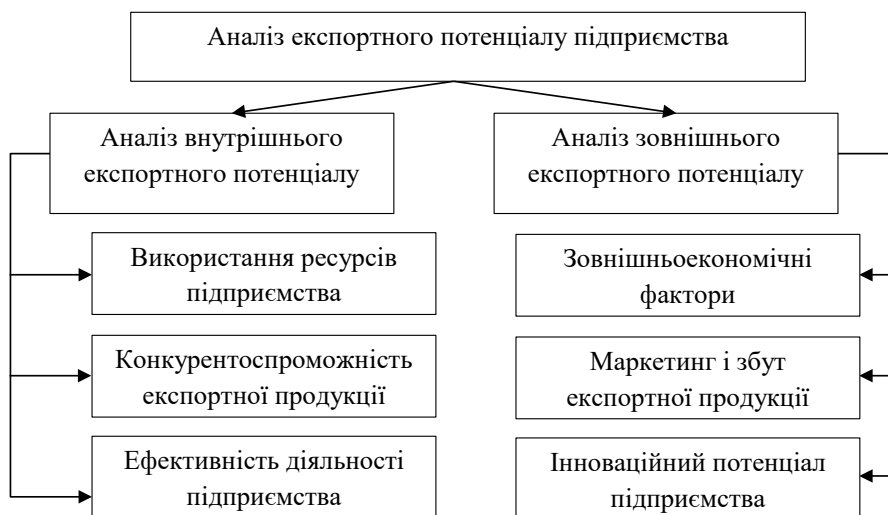 Аналіз експортного потенціалу підприємства
Аналіз внутрішнього
експортного потенціалу
Аналіз зовнішнього
експортного потенціалу
Використання ресурсів
підприємства
Зовнішньоекономічні
фактори
Конкурентоспроможність
експортної продукції
Маркетинг і збут
експортної продукції
Ефективність діяльності
підприємства
Інноваційний потенціал
підприємства